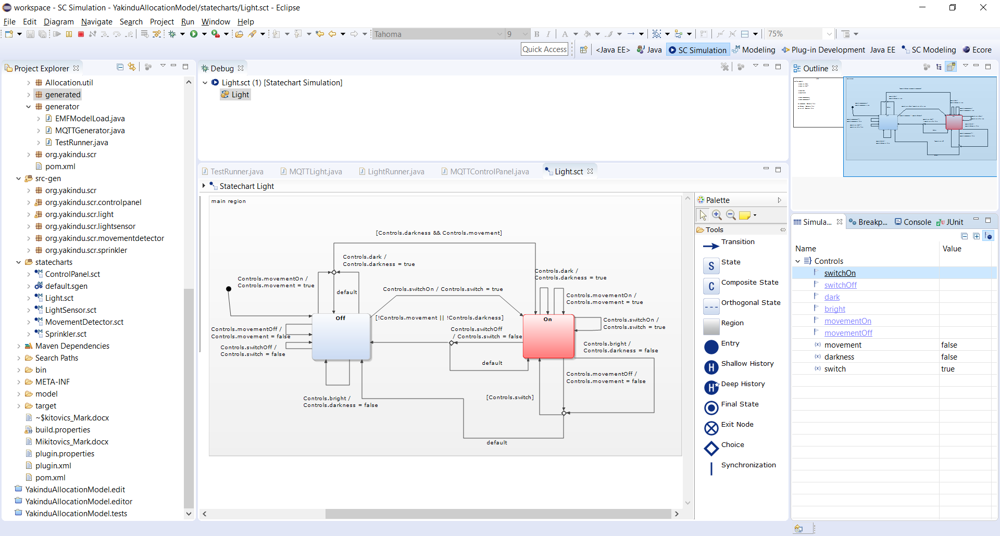 workspace - SC Simulation - YakinduAllocationModel/statecharts/Light.sct - Eclipse
File Edit Diagram Navigate Search Project Run Window Help
Tahoma 9 B I A 75%
Quick Access <Java EE> Java SC Simulation Modeling Plug-in Development Java EE SC Modeling Ecore
Project Explorer
Allocation.util
generated
generator
EMFModelLoad.java
MQTTGenerator.java
TestRunner.java
org.yakindu.scr
pom.xml
src-gen
org.yakindu.scr
org.yakindu.scr.controlpanel
org.yakindu.scr.light
org.yakindu.scr.lightsensor
org.yakindu.scr.movementdetector
org.yakindu.scr.sprinkler
statecharts
ControlPanel.sct
default.sgen
Light.sct
LightSensor.sct
MovementDetector.sct
Sprinkler.sct
Maven Dependencies
Search Paths
bin
META-INF
model
target
~$kitovics_Mark.docx
build.properties
Mikitovics_Mark.docx
plugin.properties
plugin.xml
pom.xml
YakinduAllocationModel.edit
YakinduAllocationModel.editor
YakinduAllocationModel.tests
Debug
Light.sct (1) [Statechart Simulation]
Light
TestRunner.java MQTTLight.java LightRunner.java MQTTControlPanel.java Light.sct
Statechart Light
main region
[Controls.darkness && Controls.movement]
Controls.dark /
Controls.darkness = true
Controls.movementOn /
Controls.movement = true
default
Controls.switchOn / Controls.switch = true
Controls.dark /
Controls.darkness = true
Controls.movementOn /
Controls.movement = true
Off
[!Controls.movement || !Controls.darkness]
On
Controls.switchOn /
Controls.switch = true
Controls.movementOff /
Controls.movement = false
Controls.switchOff
/ Controls.switch = false
Controls.switchOff /
Controls.switch = false
Controls.bright /
Controls.darkness = false
default
Controls.movementOff /
Controls.movement = false
Controls.bright /
Controls.darkness = false
[Controls.switch]
default
Palette
Tools
Transition
S State
C Composite State
Orthogonal State
Region
Entry
H Shallow History
H Deep History
Final State
Exit Node
Choice
Synchronization
Outline
Simula... Breakp... Console JUnit
Name Value
Controls
switchOn
switchOff
dark
bright
movementOn
movementOff
(x) movement false
(x) darkness false
(x) switch true